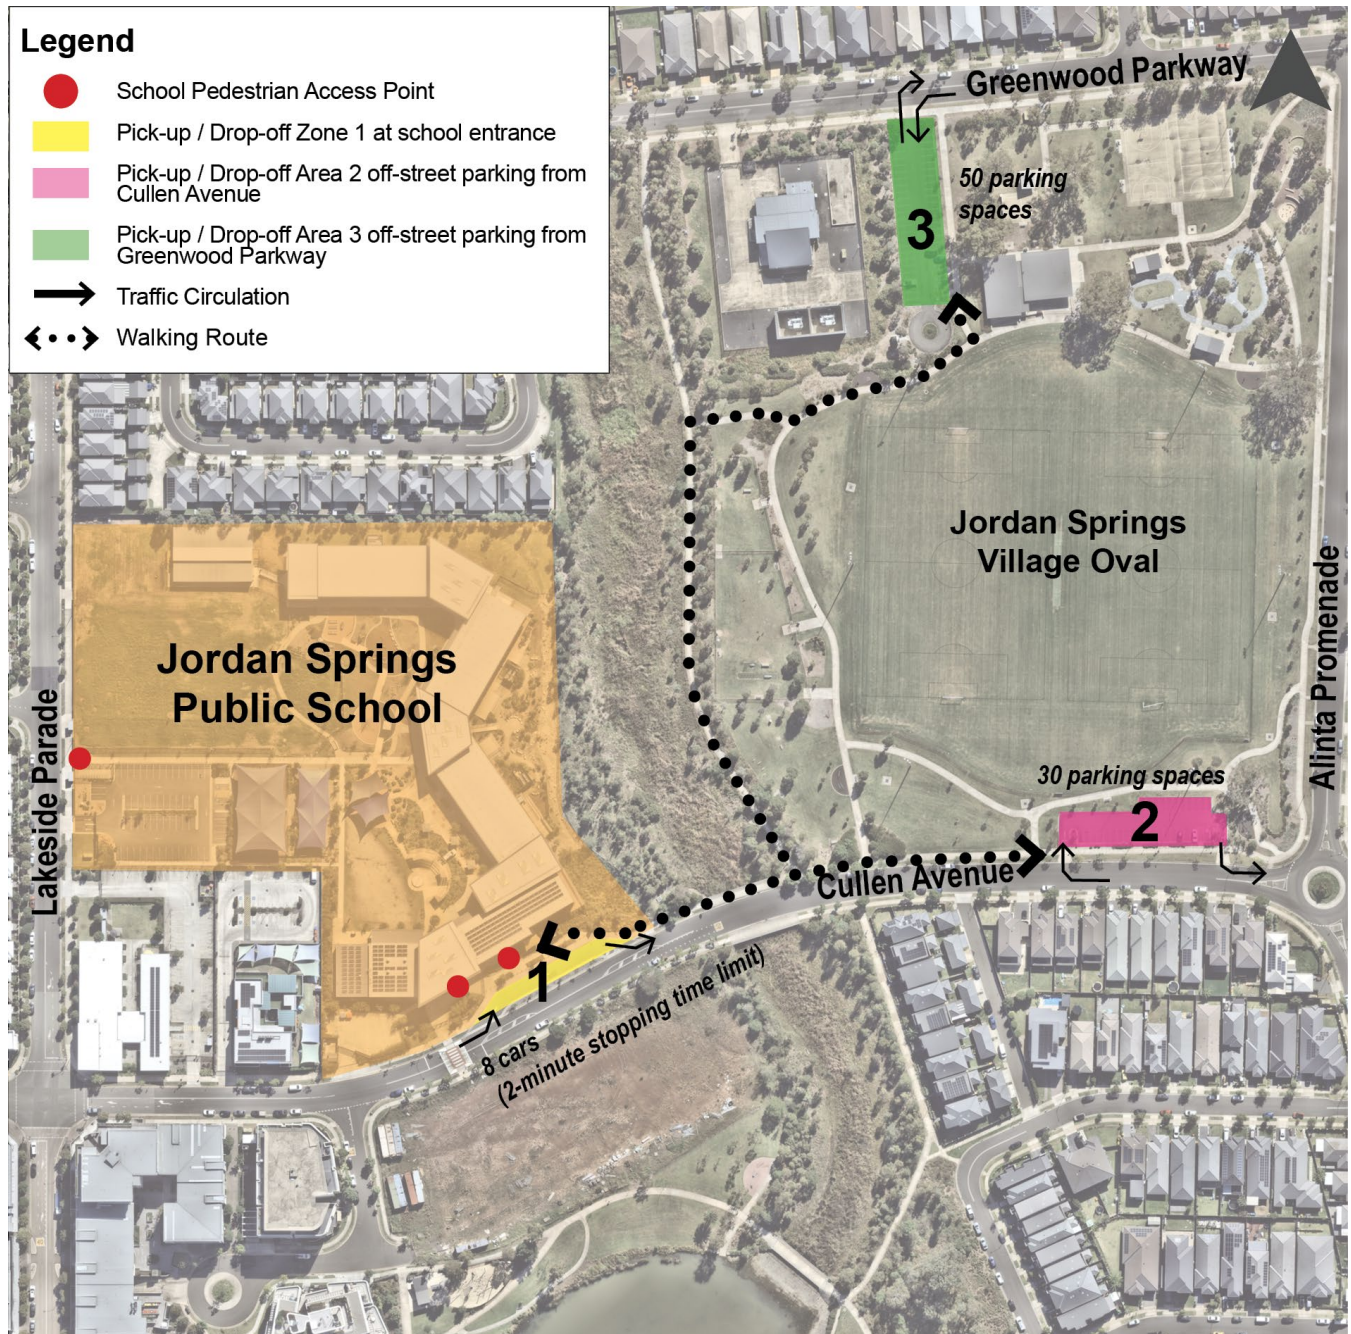 Legend
School Pedestrian Access Point
Pick-up / Drop-off Zone 1 at school entrance
Pick-up / Drop-off Area 2 off-street parking from
Cullen Avenue
Pick-up / Drop-off Area 3 off-street parking from
Greenwood Parkway
Traffic Circulation
Walking Route
Greenwood Parkway
50 parking
spaces
3
Jordan Springs
Village Oval
Jordan Springs
Public School
Lakeside Parade
Alinta Promenade
30 parking spaces
2
Cullen Avenue
1
8 cars
(2-minute stopping time limit)